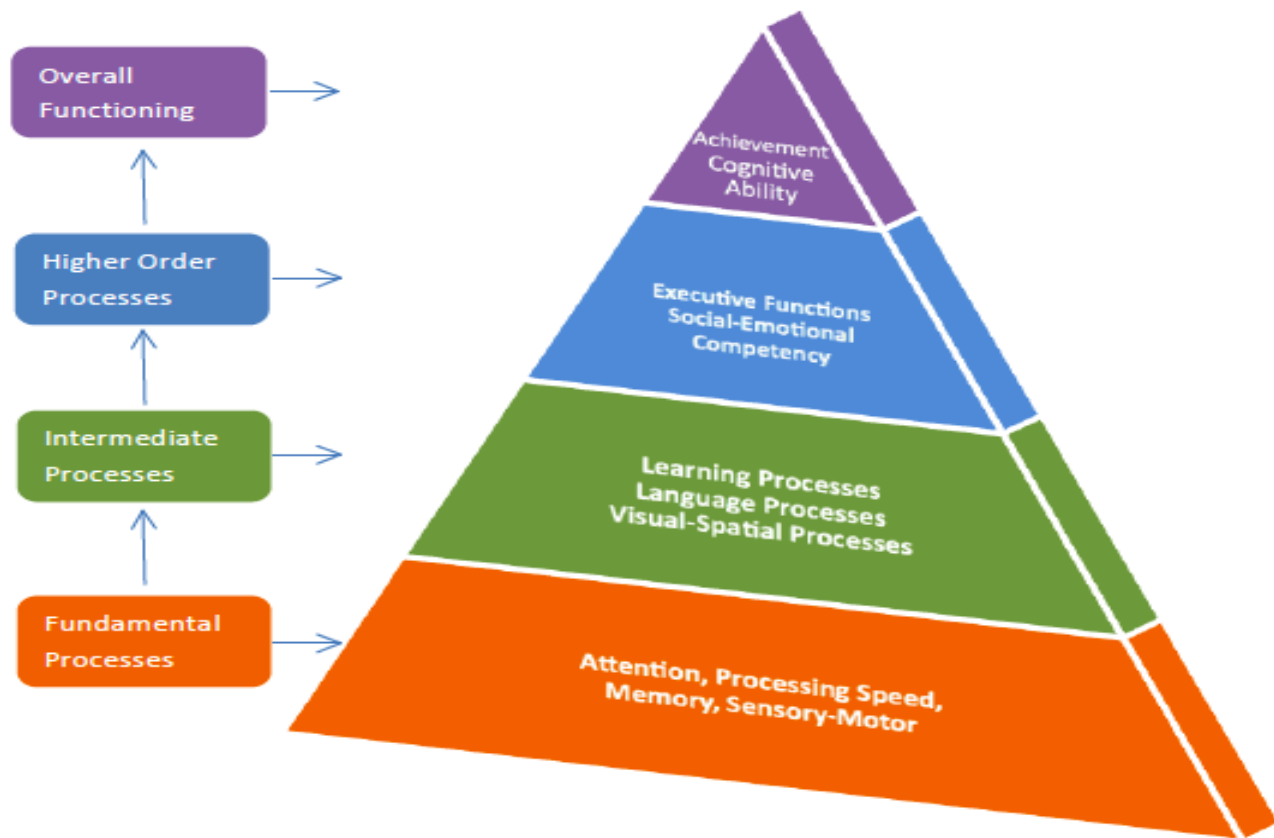 Overall
Functioning
Achievement
Cognitive
Ability
Higher Order
Processes
Executive Functions
Social-Emotional
Competency
Intermediate
Processes
Learning Processes
Language Processes
Visual-Spatial Processes
Fundamental
Processes
Attention, Processing Speed,
Memory, Sensory-Motor